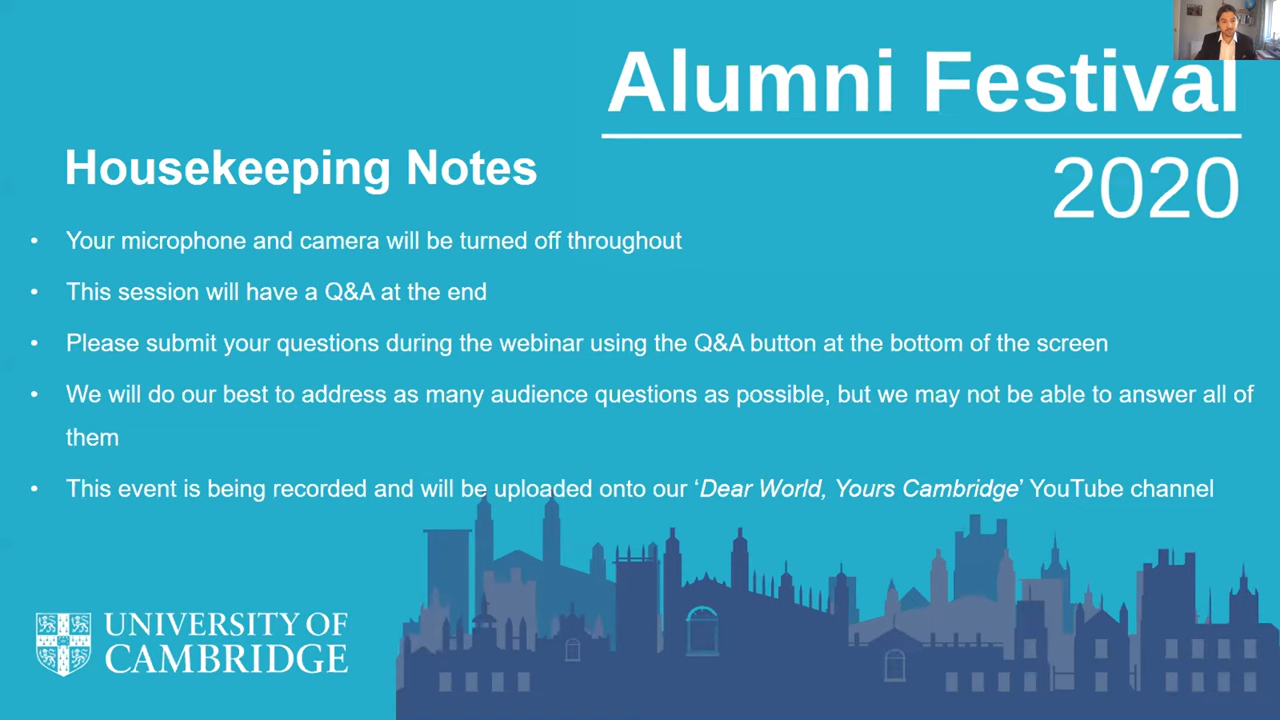 Alumni Festival
2020
Housekeeping Notes
• Your microphone and camera will be turned off throughout
• This session will have a Q&A at the end
• Please submit your questions during the webinar using the Q&A button at the bottom of the screen
• We will do our best to address as many audience questions as possible, but we may not be able to answer all of
them
• This event is being recorded and will be uploaded onto our ‘Dear World, Yours Cambridge’ YouTube channel
UNIVERSITY OF
CAMBRIDGE